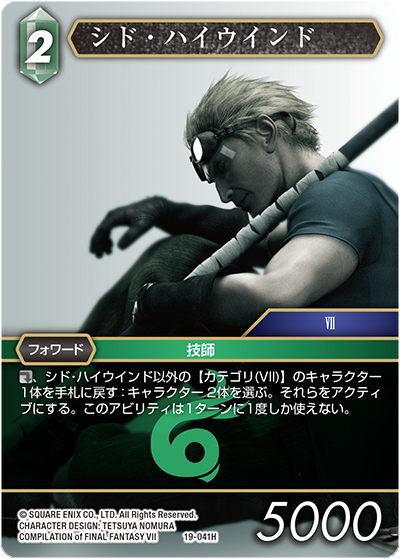 2
シド・ハイウインド
VII
フォワード
技師
、シド・ハイウインド以外の【カテゴリ(VII)】のキャラクター
1体を手札に戻す：キャラクター2体を選ぶ。それらをアクティ
ブにする。このアビリティは1ターンに1度しか使えない。
6
© SQUARE ENIX CO., LTD. All Rights Reserved.
CHARACTER DESIGN: TETSUYA NOMURA
COMPILATION of FINAL FANTASY VII
19-041H
5000